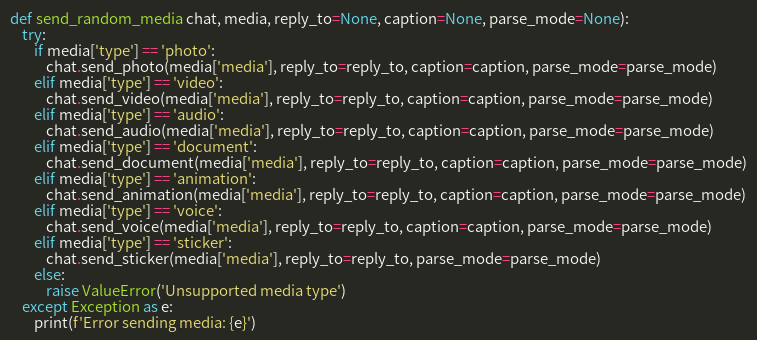 def send_random_media chat, media, reply_to=None, caption=None, parse_mode=None):
try:
if media['type'] == 'photo':
chat.send_photo(media['media'], reply_to=reply_to, caption=caption, parse_mode=parse_mode)
elif media['type'] == 'video':
chat.send_video(media['media'], reply_to=reply_to, caption=caption, parse_mode=parse_mode)
elif media['type'] == 'audio':
chat.send_audio(media['media'], reply_to=reply_to, caption=caption, parse_mode=parse_mode)
elif media['type'] == 'document':
chat.send_document(media['media'], reply_to=reply_to, caption=caption, parse_mode=parse_mode)
elif media['type'] == 'animation':
chat.send_animation(media['media'], reply_to=reply_to, caption=caption, parse_mode=parse_mode)
elif media['type'] == 'voice':
chat.send_voice(media['media'], reply_to=reply_to, caption=caption, parse_mode=parse_mode)
elif media['type'] == 'sticker':
chat.send_sticker(media['media'], reply_to=reply_to, parse_mode=parse_mode)
else:
raise ValueError('Unsupported media type')
except Exception as e:
print(f'Error sending media: {e}')